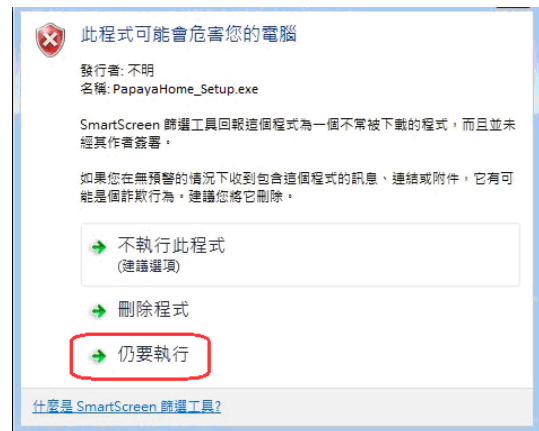 此程式可能會危害您的電腦
發行者: 不明
名稱: PapayaHome_Setup.exe
SmartScreen 篩選工具回報這個程式為一個不常被下載的程式，而且並未
經其作者簽署。
如果您在無預警的情況下收到包含這個程式的訊息、連結或附件，它有可
能是個詐欺行為。建議您將它刪除。
不執行此程式
(建議選項)
刪除程式
仍要執行
什麼是 SmartScreen 篩選工具?